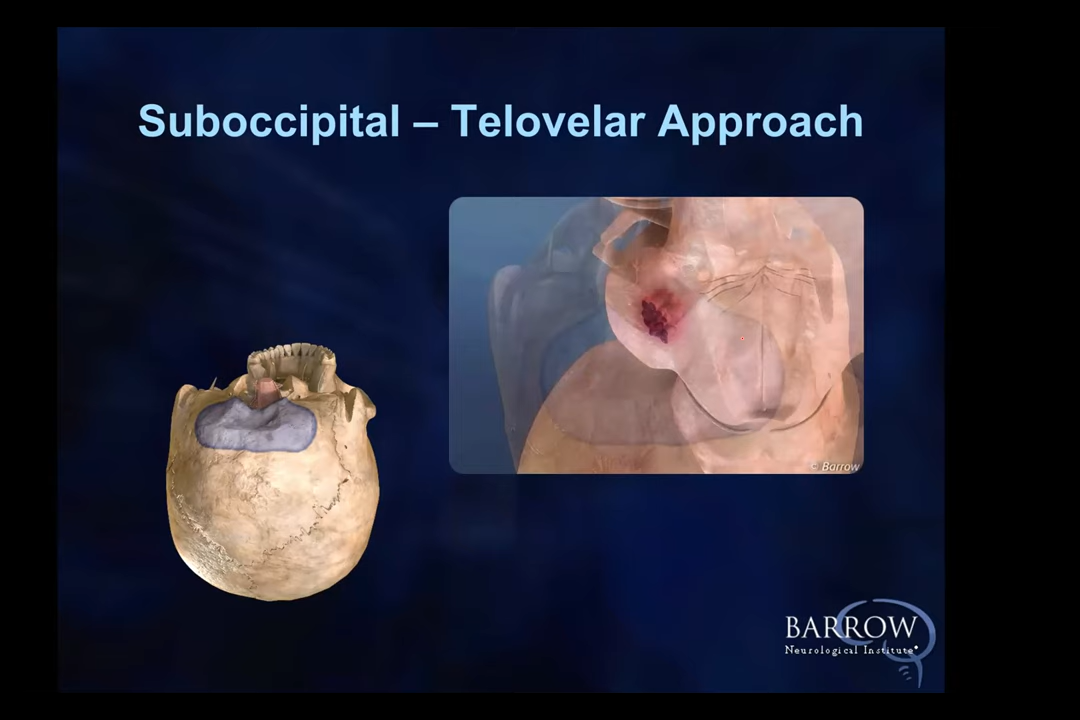 Suboccipital – Telovelar Approach
© Barrow
BARROW
Neurological Institute®